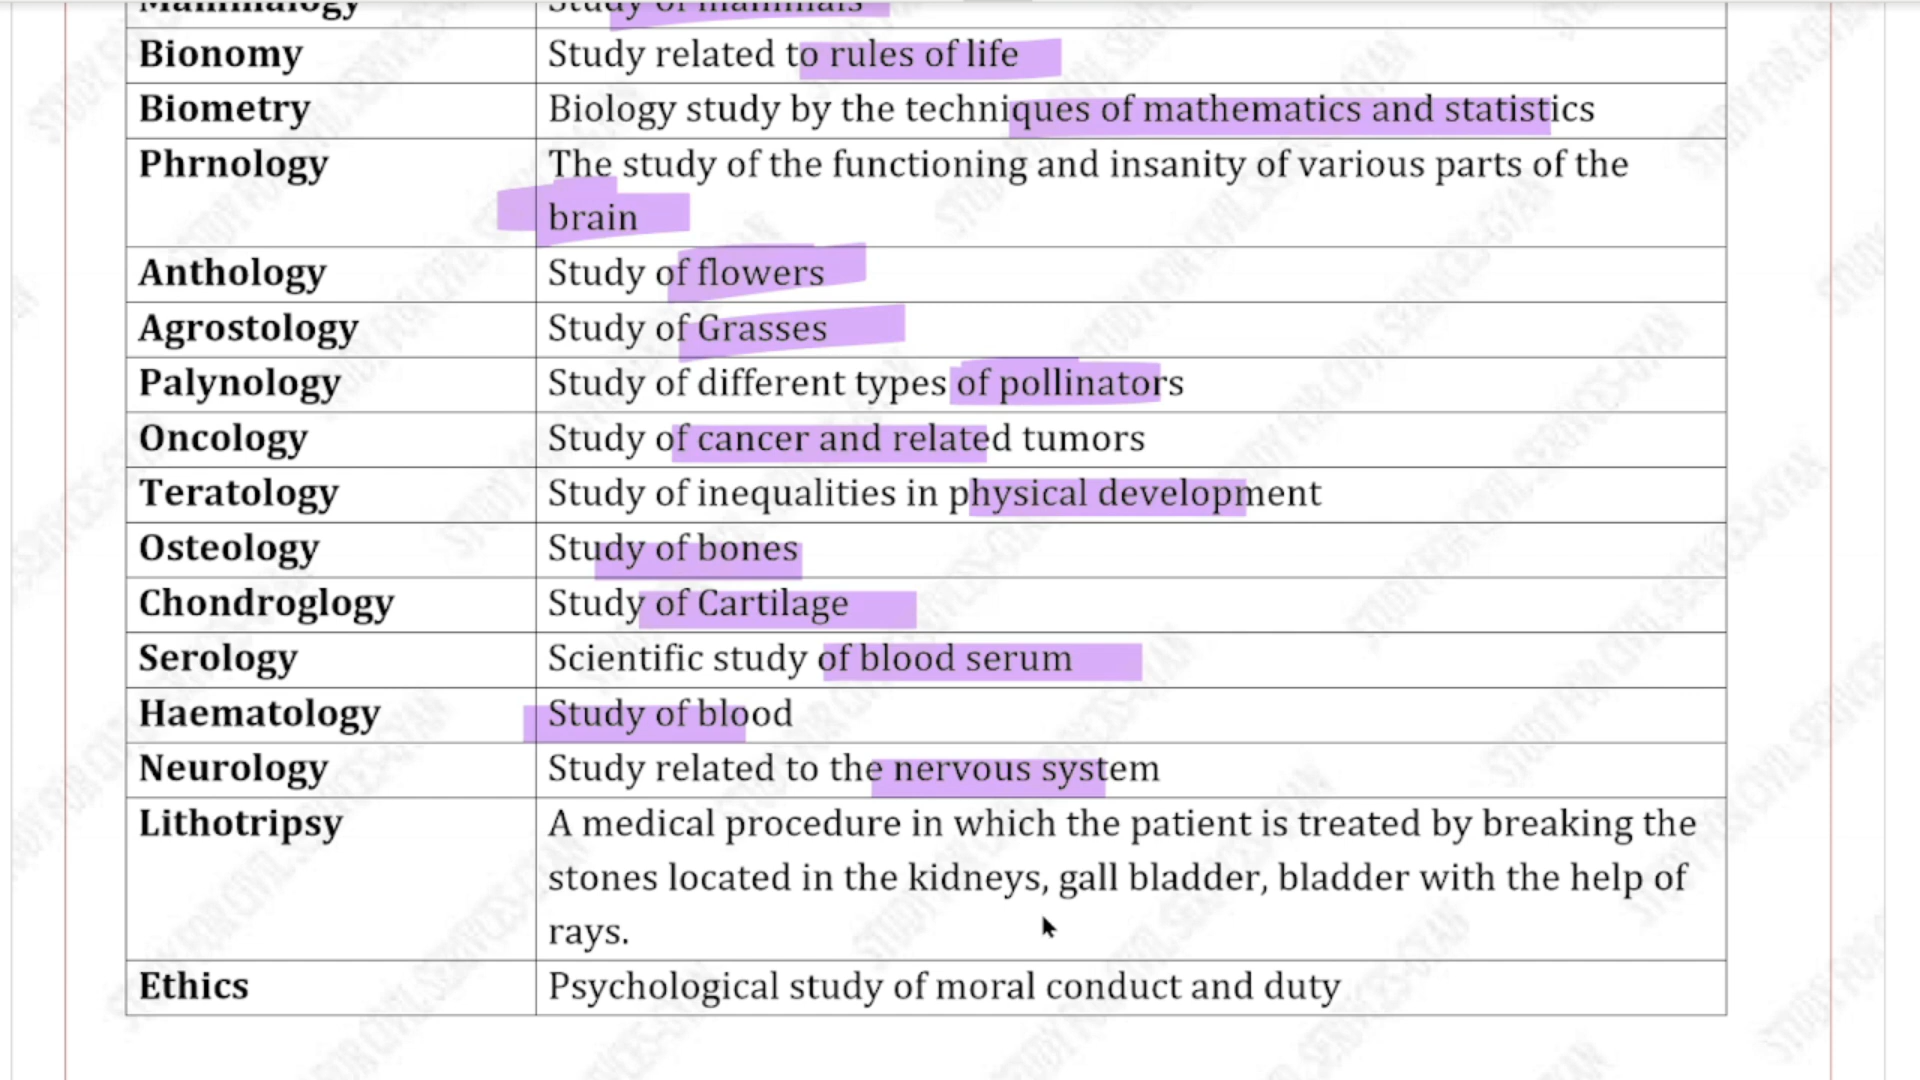 Mammalogy Study of mammals
Bionomy Study related to rules of life
Biometry Biology study by the techniques of mathematics and statistics
Phrnology The study of the functioning and insanity of various parts of the
brain
Anthology Study of flowers
Agrostology Study of Grasses
Palynology Study of different types of pollinators
Oncology Study of cancer and related tumors
Teratology Study of inequalities in physical development
Osteology Study of bones
Chondroglogy Study of Cartilage
Serology Scientific study of blood serum
Haematology Study of blood
Neurology Study related to the nervous system
Lithotripsy A medical procedure in which the patient is treated by breaking the
stones located in the kidneys, gall bladder, bladder with the help of
rays.
Ethics Psychological study of moral conduct and duty